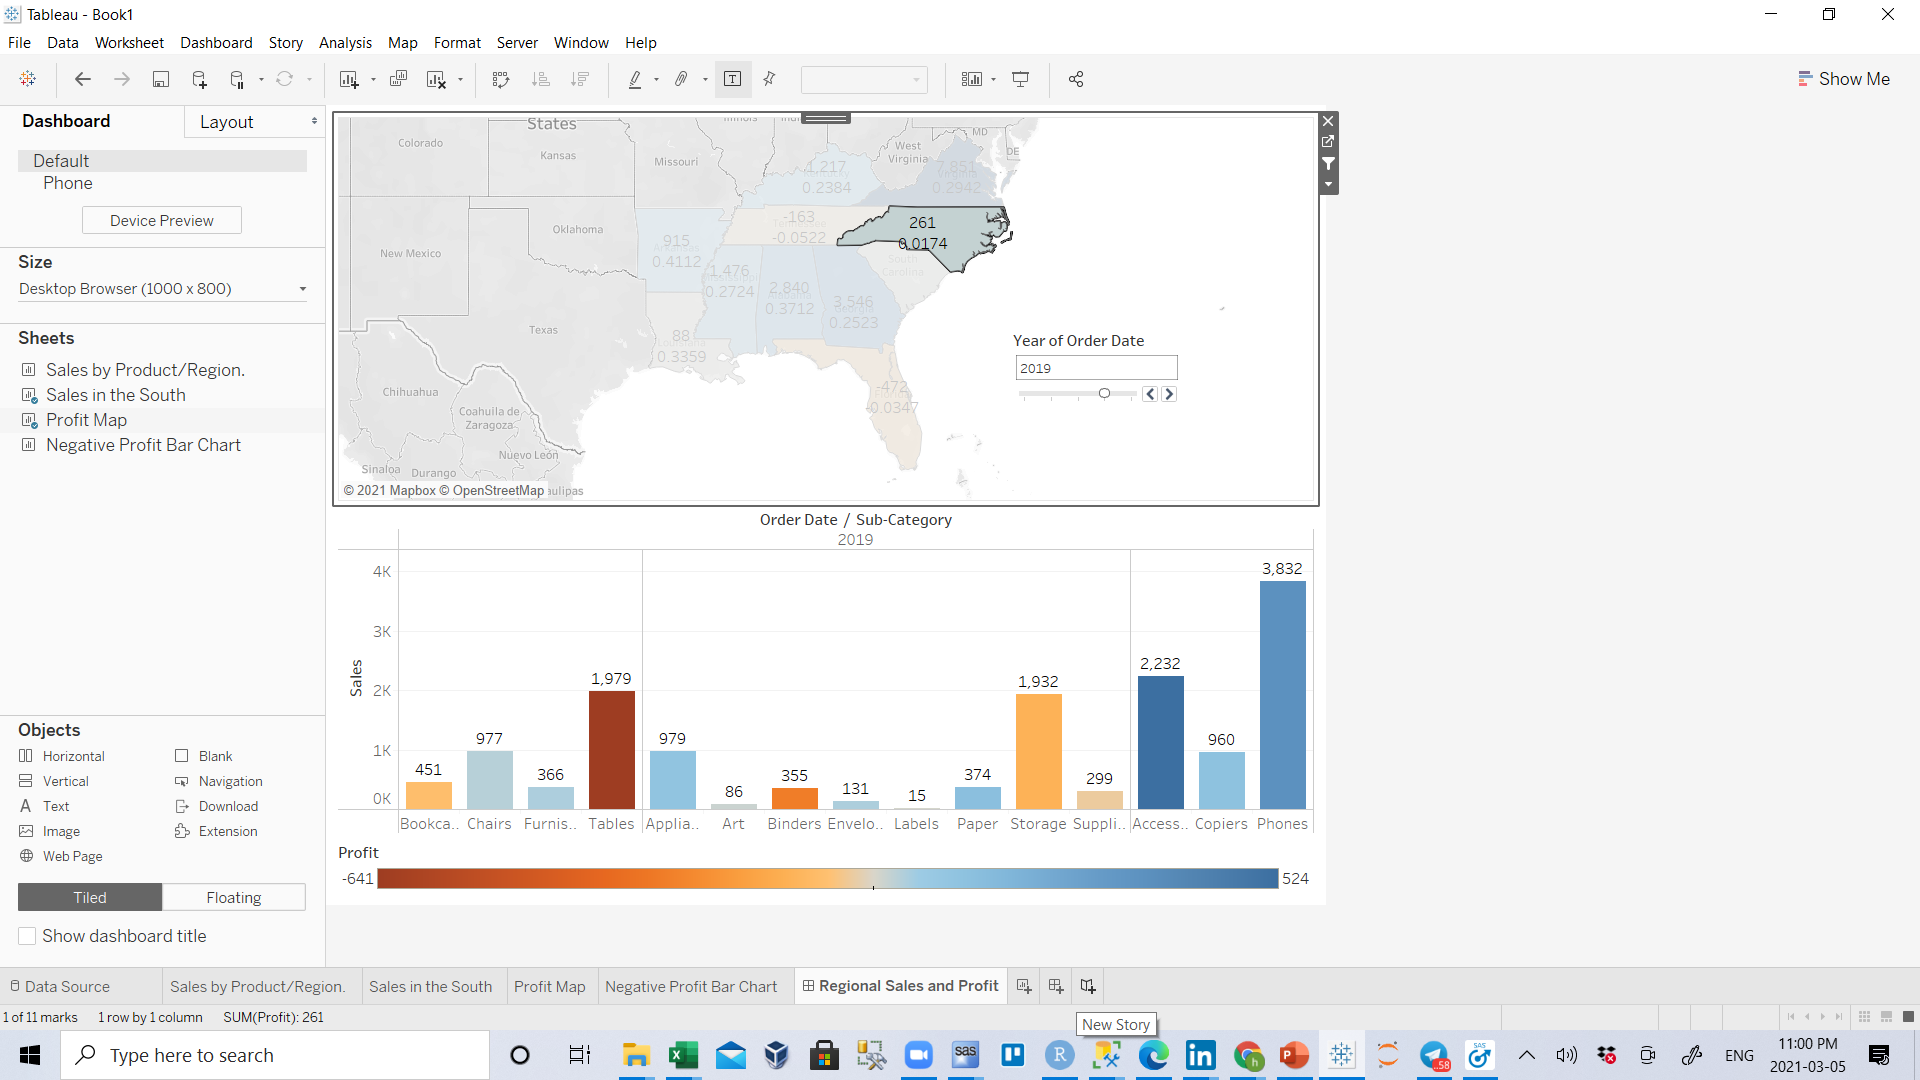 Tableau - Book1
File Data Worksheet Dashboard Story Analysis Map Format Server Window Help
Show Me
Dashboard Layout
Default
Phone
Device Preview
Size
Desktop Browser (1000 x 800)
Sheets
Sales by Product/Region.
Sales in the South
Profit Map
Negative Profit Bar Chart
Objects
Horizontal Blank
Vertical Navigation
Text Download
Image Extension
Web Page
Tiled Floating
Show dashboard title
States
MD
Colorado Kansas Missouri West Virginia DE
1,217 7,851
0.2384 0.2942
-163 261
-0.0522 0.0174
Oklahoma New Mexico
915
0.4112
South Carolina
1,476
0.2724
2,840
0.3712
3,546
0.2523
Texas
88
0.3359
-472
-0.0347
Chihuahua
Coahuila de Zaragoza
Nuevo León
Sinaloa Durango
© 2021 Mapbox © OpenStreetMap aulipas
Year of Order Date
2019
Order Date / Sub-Category
2019
Sales
4K
3K
2K
1K
0K
451 977 366 1,979 979 86 355 131 15 374 1,932 299 2,232 960 3,832
Bookca.. Chairs Furnis.. Tables Applia.. Art Binders Envelo.. Labels Paper Storage Suppli.. Access.. Copiers Phones
Profit
-641 524
Data Source Sales by Product/Region. Sales in the South Profit Map Negative Profit Bar Chart Regional Sales and Profit
1 of 11 marks 1 row by 1 column SUM(Profit): 261
New Story
Type here to search
ENG
11:00 PM
2021-03-05